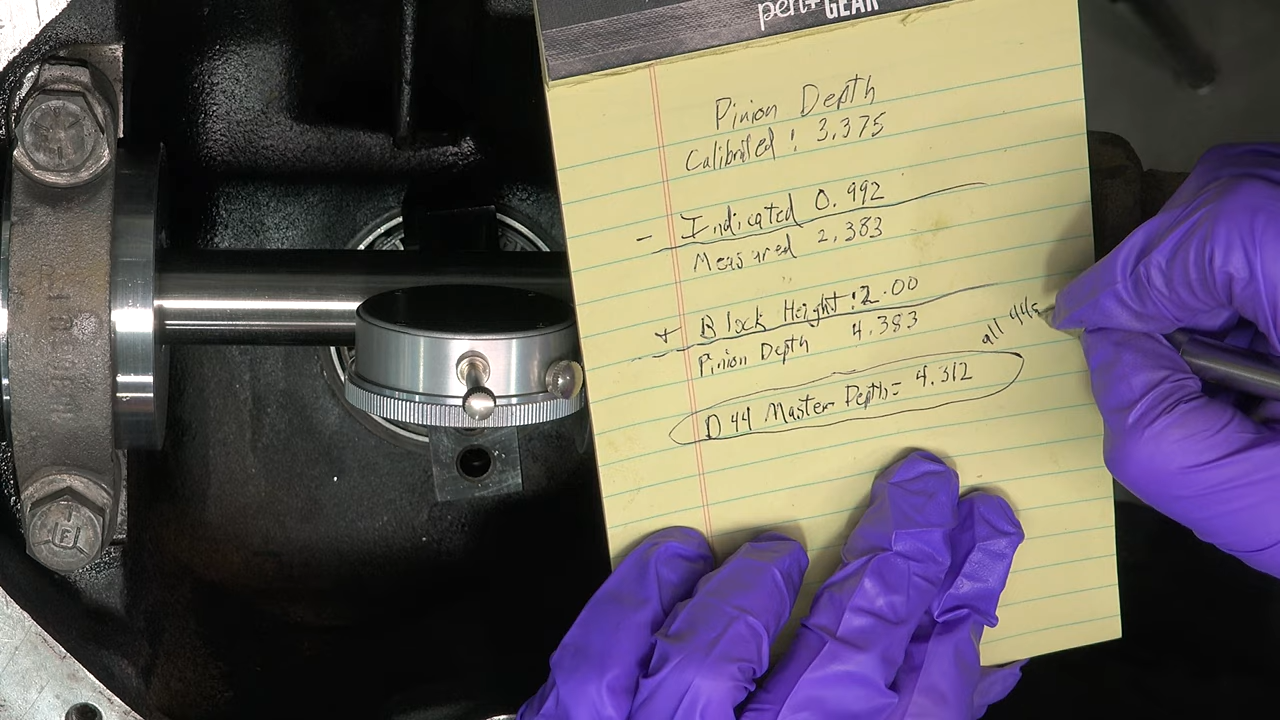 pen+GEAR
Pinion Depth
Calibrated : 3.375
- Indicated 0.992
Measured 2.383
+ Block Height : 2.00
Pinion Depth 4.383
all 44s
D44 Master Depth = 4.312